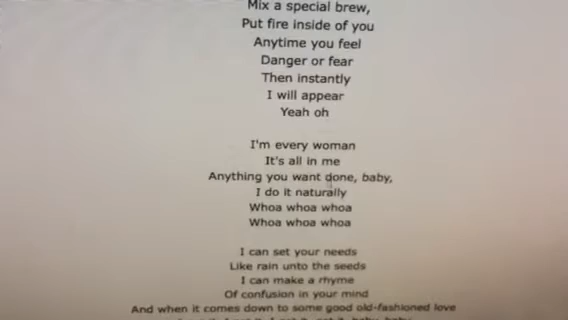 Mix a special brew,
Put fire inside of you
Anytime you feel
Danger or fear
Then instantly
I will appear
Yeah oh
I'm every woman
It's all in me
Anything you want done, baby,
I do it naturally
Whoa whoa whoa
Whoa whoa whoa
I can set your needs
Like rain unto the seeds
I can make a rhyme
Of confusion in your mind
And when it comes down to some good old-fashioned love